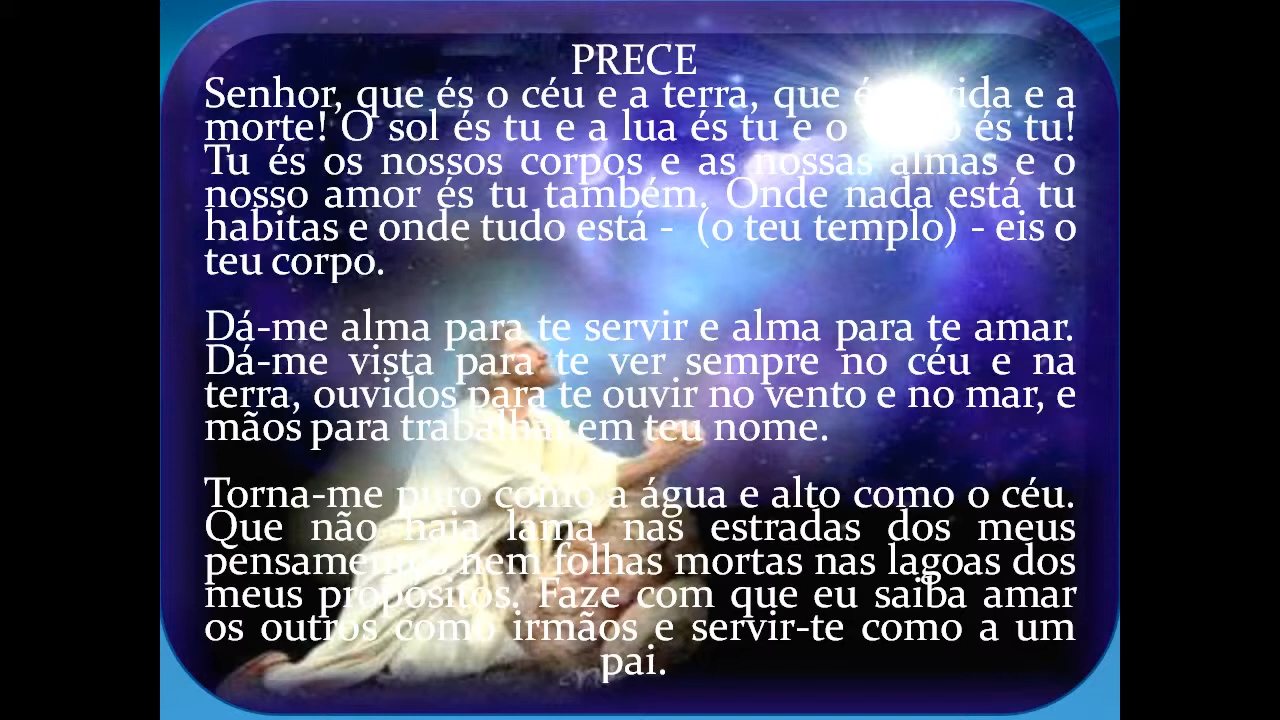 PRECE
Senhor, que és o céu e a terra, que és a vida e a
morte! O sol és tu e a lua és tu e o vento és tu!
Tu és os nossos corpos e as nossas almas e o
nosso amor és tu também. Onde nada está tu
habitas e onde tudo está - (o teu templo) - eis o
teu corpo.
Dá-me alma para te servir e alma para te amar.
Dá-me vista para te ver sempre no céu e na
terra, ouvidos para te ouvir no vento e no mar, e
mãos para trabalhar em teu nome.
Torna-me puro como a água e alto como o céu.
Que não haja lama nas estradas dos meus
pensamentos nem folhas mortas nas lagoas dos
meus propósitos. Faze com que eu saiba amar
os outros como irmãos e servir-te como a um
pai.